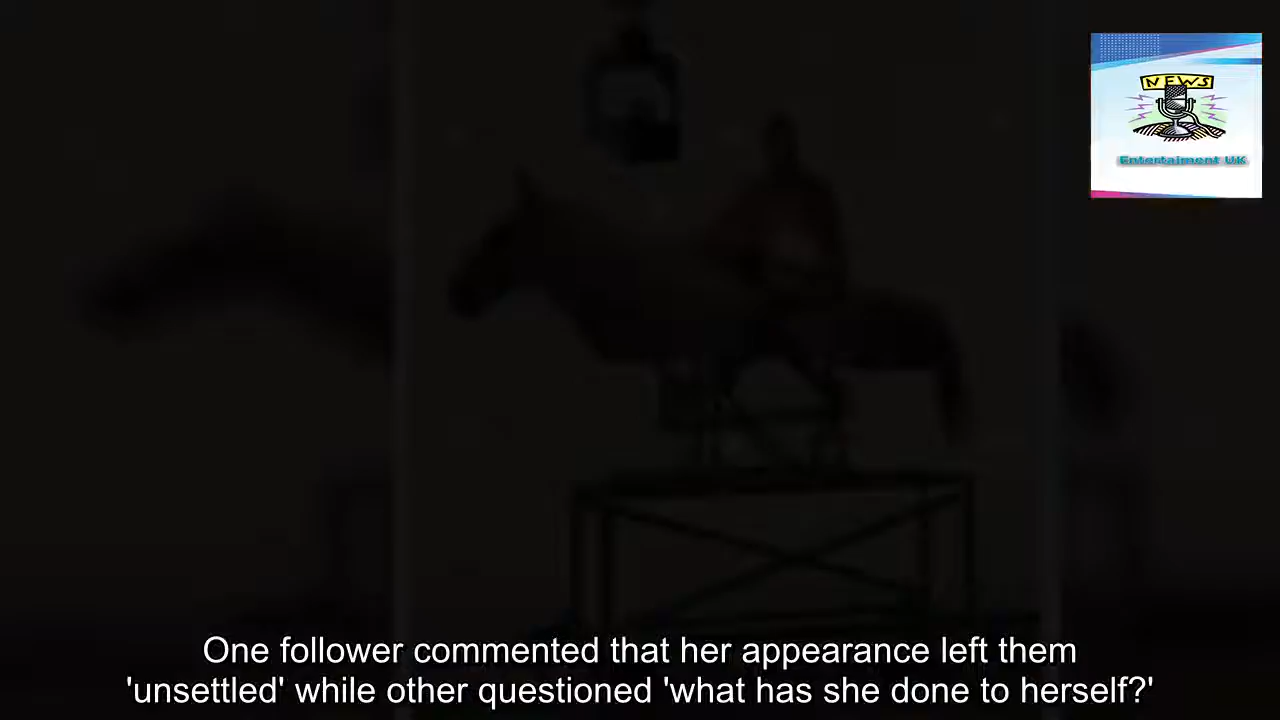 NEWS
Entertaiment UK
One follower commented that her appearance left them
'unsettled' while other questioned 'what has she done to herself?'